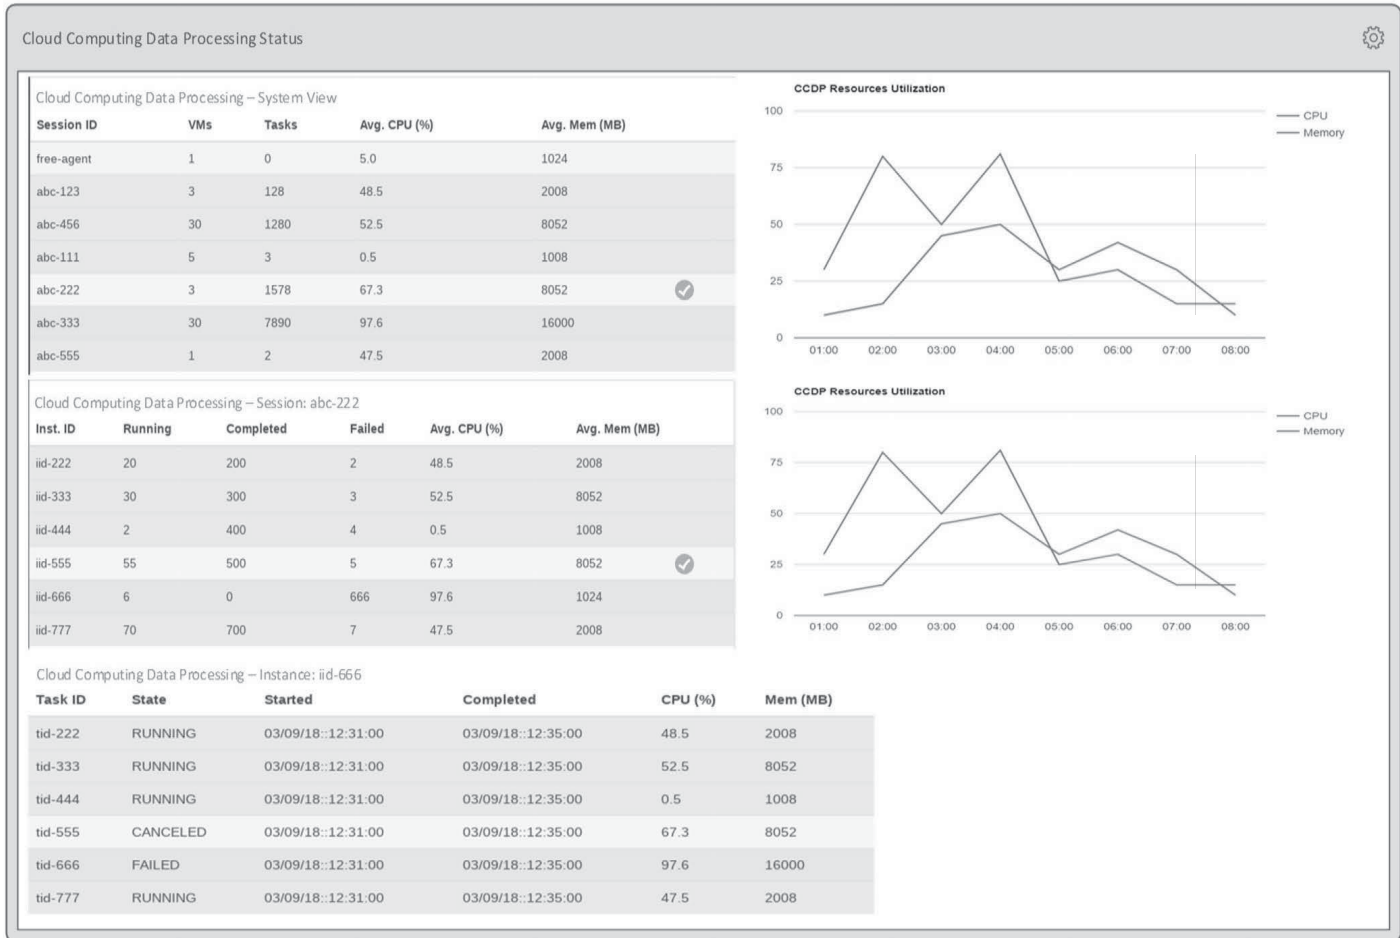 Cloud Computing Data Processing Status
Cloud Computing Data Processing – System View
Session ID VMs Tasks Avg. CPU (%) Avg. Mem (MB)
free-agent 1 0 5.0 1024
abc-123 3 128 48.5 2008
abc-456 30 1280 52.5 8052
abc-111 5 3 0.5 1008
abc-222 3 1578 67.3 8052
abc-333 30 7890 97.6 16000
abc-555 1 2 47.5 2008
CCDP Resources Utilization
100
75
50
25
0
01:00 02:00 03:00 04:00 05:00 06:00 07:00 08:00
CPU
Memory
Cloud Computing Data Processing – Session: abc-222
Inst. ID Running Completed Failed Avg. CPU (%) Avg. Mem (MB)
iid-222 20 200 2 48.5 2008
iid-333 30 300 3 52.5 8052
iid-444 2 400 4 0.5 1008
iid-555 55 500 5 67.3 8052
iid-666 6 0 666 97.6 1024
iid-777 70 700 7 47.5 2008
CCDP Resources Utilization
100
75
50
25
0
01:00 02:00 03:00 04:00 05:00 06:00 07:00 08:00
CPU
Memory
Cloud Computing Data Processing – Instance: iid-666
Task ID State Started Completed CPU (%) Mem (MB)
tid-222 RUNNING 03/09/18::12:31:00 03/09/18::12:35:00 48.5 2008
tid-333 RUNNING 03/09/18::12:31:00 03/09/18::12:35:00 52.5 8052
tid-444 RUNNING 03/09/18::12:31:00 03/09/18::12:35:00 0.5 1008
tid-555 CANCELED 03/09/18::12:31:00 03/09/18::12:35:00 67.3 8052
tid-666 FAILED 03/09/18::12:31:00 03/09/18::12:35:00 97.6 16000
tid-777 RUNNING 03/09/18::12:31:00 03/09/18::12:35:00 47.5 2008